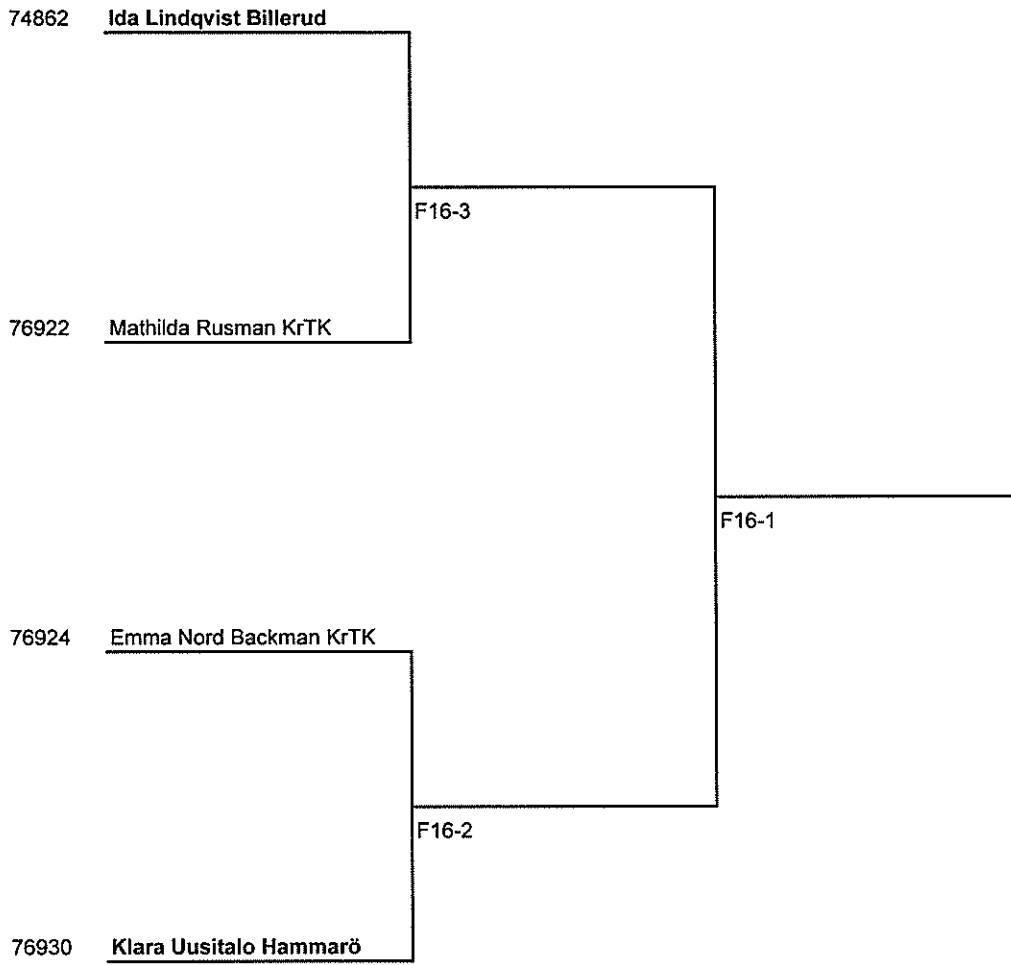 74862 Ida Lindqvist Billerud
F16-3
76922 Mathilda Rusman KrTK
F16-1
76924 Emma Nord Backman KrTK
F16-2
76930 Klara Uusitalo Hammarö